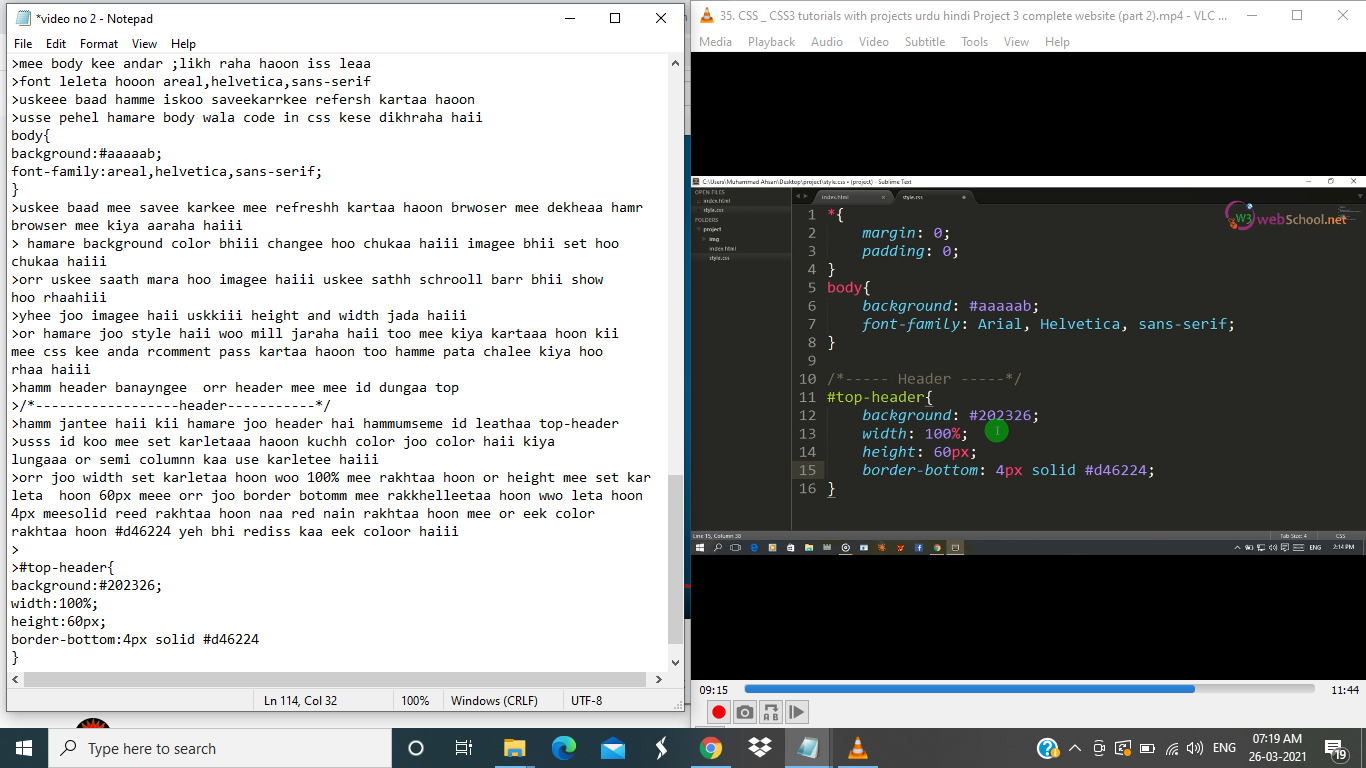 *video no 2 - Notepad
File Edit Format View Help
>mee body kee andar ;likh raha haoon iss leaa
>font leleta hooon areal,helvetica,sans-serif
>uskeee baad hamme iskoo saveekarrkee refersh kartaa haoon
>usse pehel hamare body wala code in css kese dikhraha haii
body{
background:#aaaaab;
font-family:areal,helvetica,sans-serif;
}
>uskee baad mee savee karkee mee refreshh kartaa haoon brwoser mee dekheaa hamr
browser mee kiya aaraha haiii
> hamare background color bhiii changee hoo chukaa haiii imagee bhii set hoo
chukaa haiii
>orr uskee saath mara hoo imagee haiii uskee sathh schrooll barr bhii show
hoo rhaahiii
>yhee joo imagee haii uskkiii height and width jada haiii
>or hamare joo style haii woo mill jaraha haii too mee kiya kartaaa hoon kii
mee css kee anda rcomment pass kartaa haoon too hamme pata chalee kiya hoo
rhaa haiii
>hamm header banayngee  orr header mee mee id dungaa top
>/*------------------header-----------*/
>hamm jantee haii kii hamare joo header hai hammumseme id leathaa top-header
>usss id koo mee set karletaaa haoon kuchh color joo color haii kiya
lungaaa or semi columnn kaa use karletee haiii
>orr joo width set karletaa hoon woo 100% mee rakhtaa hoon or height mee set kar
leta  hoon 60px meee orr joo border botomm mee rakkhelleetaa hoon wwo leta hoon
4px meesolid reed rakhtaa hoon naa red nain rakhtaa hoon mee or eek color
rakhtaa hoon #d46224 yeh bhi rediss kaa eek coloor haiii
>
>#top-header{
background:#202326;
width:100%;
height:60px;
border-bottom:4px solid #d46224
}
Ln 114, Col 32 100% Windows (CRLF) UTF-8
35. CSS _ CSS3 tutorials with projects urdu hindi Project 3 complete website (part 2).mp4 - VLC ...
Media Playback Audio Video Subtitle Tools View Help
C:\Users\Muhammad Ahsan\Desktop\project\style.css • (project) - Sublime Text
OPEN FILES
index.html
style.css
FOLDERS
project
img
index.html
style.css
index.html style.css
W3 webSchool.net
1 *{
2 margin: 0;
3 padding: 0;
4 }
5 body{
6 background: #aaaaab;
7 font-family: Arial, Helvetica, sans-serif;
8 }
9
10 /*----- Header -----*/
11 #top-header{
12 background: #202326;
13 width: 100%;
14 height: 60px;
15 border-bottom: 4px solid #d46224;
16 }
Line 15, Column 38 Tab Size: 4 CSS
ENG 2:14 PM
09:15 11:44
A B
Type here to search
ENG
07:19 AM
26-03-2021
19